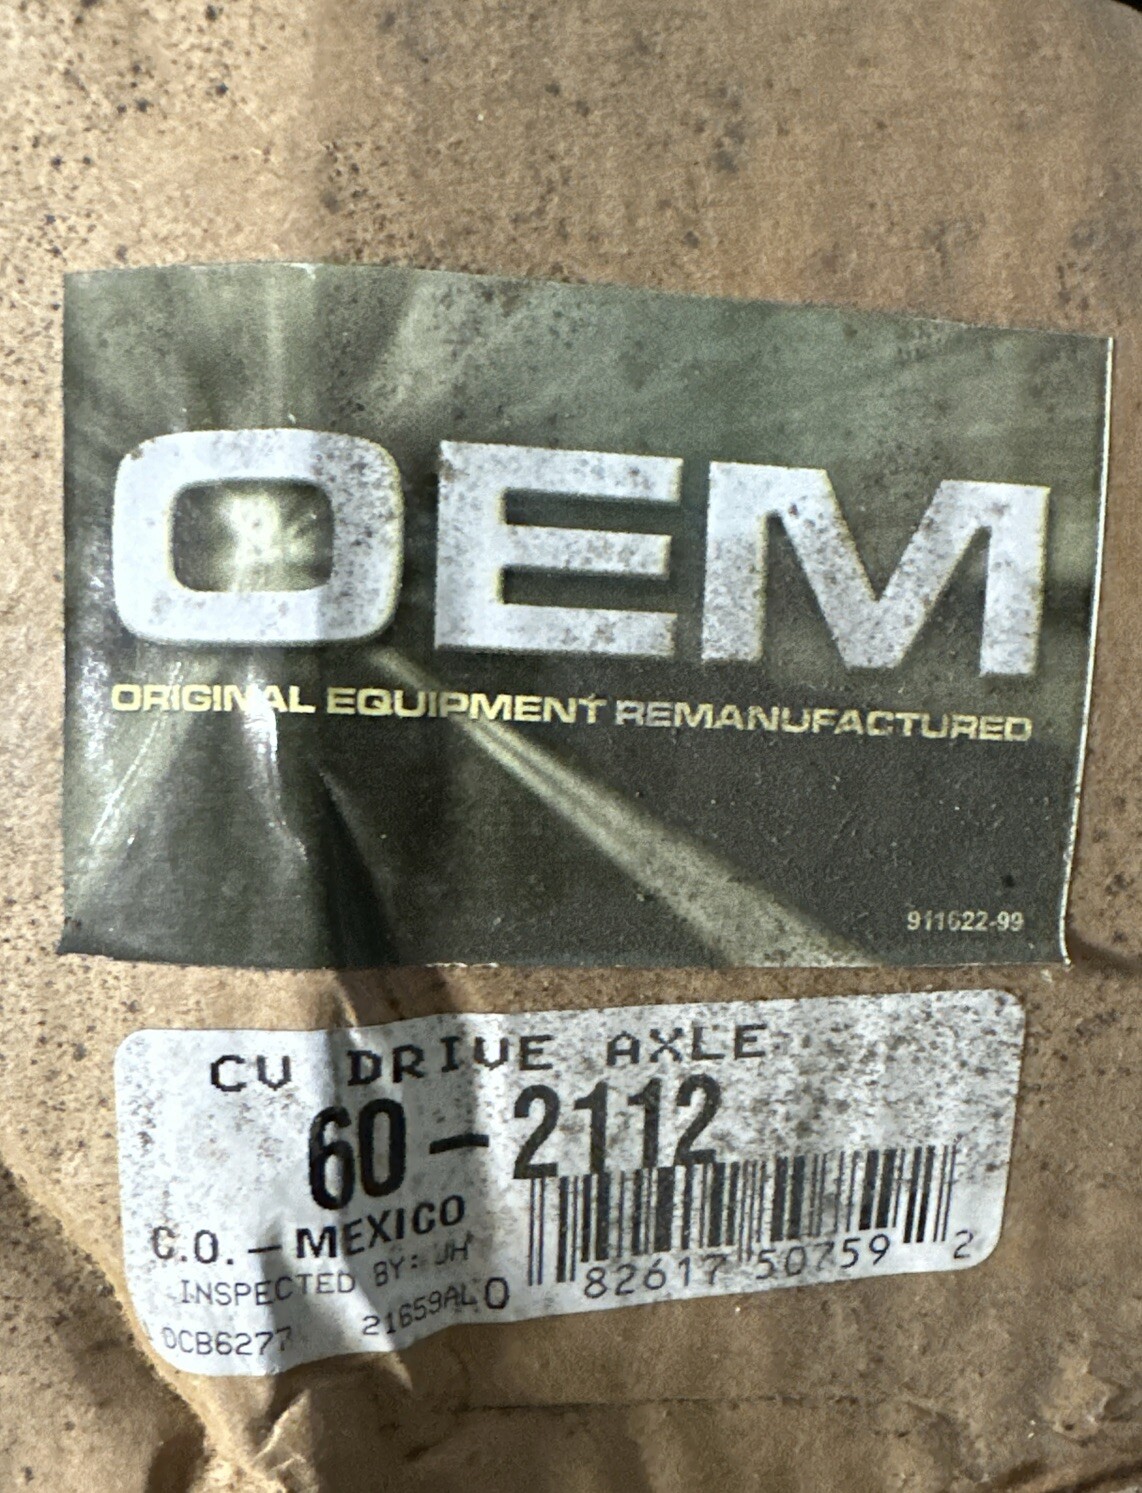 OEM
ORIGINAL EQUIPMENT REMANUFACTURED
911622-99
CV DRIVE AXLE
60-2112
C.O. - MEXICO
INSPECTED BY: JH
OCB6277 21659AL
0 82617 50759 2